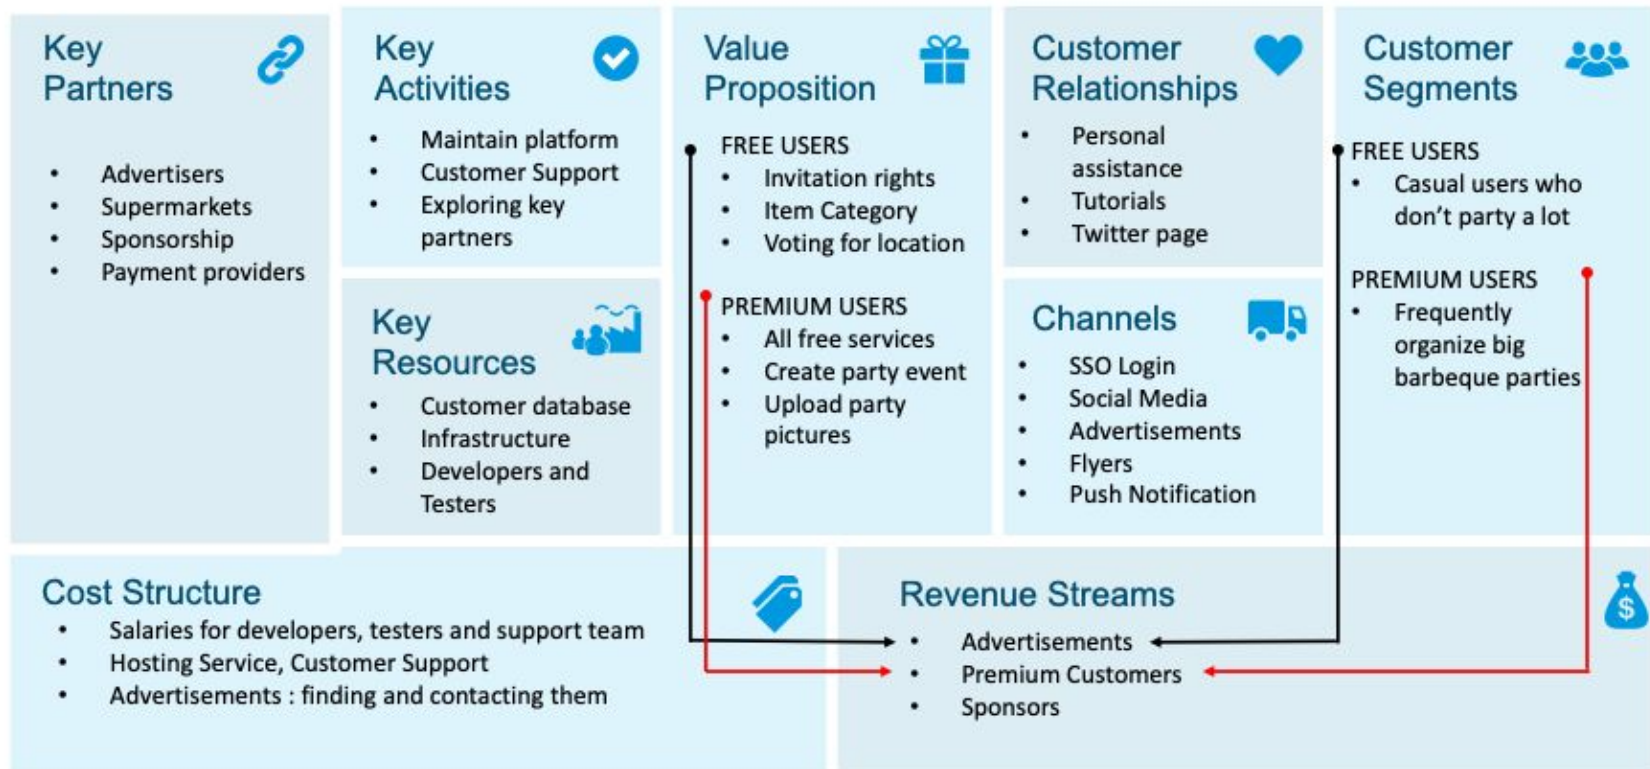 Key
Partners
• Advertisers
• Supermarkets
• Sponsorship
• Payment providers
Key
Activities
• Maintain platform
• Customer Support
• Exploring key
partners
Key
Resources
• Customer database
• Infrastructure
• Developers and
Testers
Value
Proposition
FREE USERS
• Invitation rights
• Item Category
• Voting for location
PREMIUM USERS
• All free services
• Create party event
• Upload party
pictures
Customer
Relationships
• Personal
assistance
• Tutorials
• Twitter page
Channels
• SSO Login
• Social Media
• Advertisements
• Flyers
• Push Notification
Customer
Segments
FREE USERS
• Casual users who
don’t party a lot
PREMIUM USERS
• Frequently
organize big
barbeque parties
Cost Structure
• Salaries for developers, testers and support team
• Hosting Service, Customer Support
• Advertisements : finding and contacting them
Revenue Streams
• Advertisements
• Premium Customers
• Sponsors
$